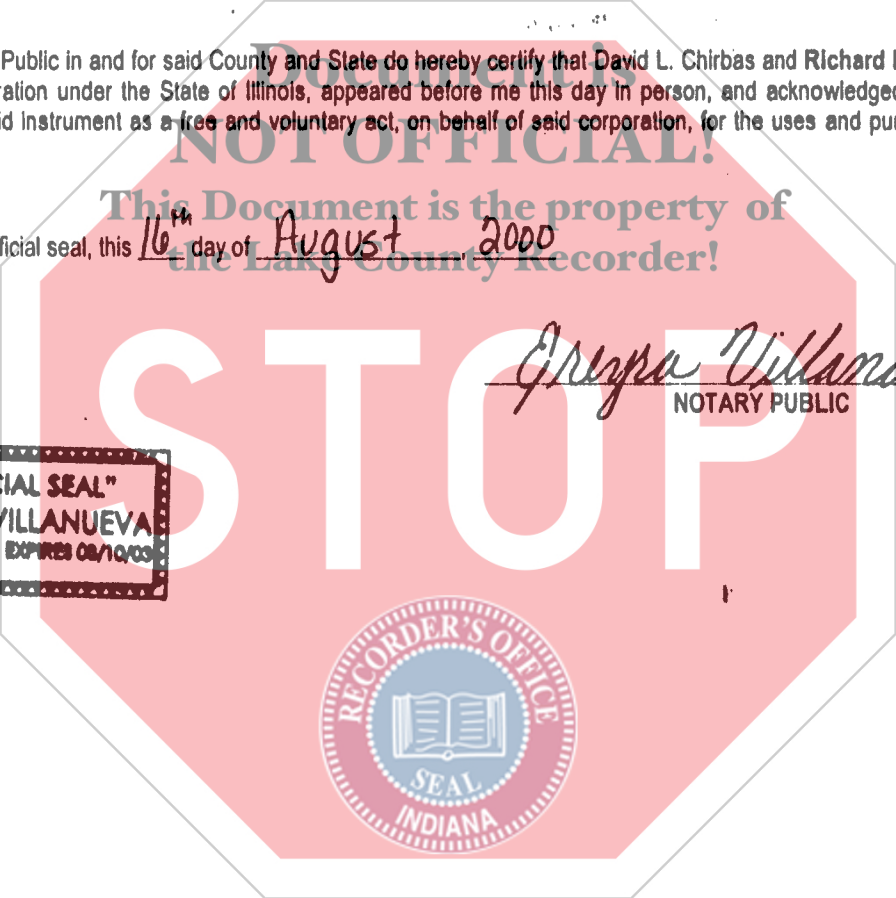 Public in and for said County and State do hereby certify that David L. Chirbas and Richard
ration under the State of Illinois, appeared before me this day in person, and acknowledged
id instrument as a free and voluntary act, on behalf of said corporation, for the uses and pur
Document is
NOT OFFICIAL!
This Document is the property of
the Lake County Recorder!
ficial seal, this 16th day of August, 2000
Villanu
NOTARY PUBLIC
STOP
CIAL SEAL"
VILLANUEVA
EXPIRES 08/10/03
RECORDER'S OFFICE
SEAL
INDIANA